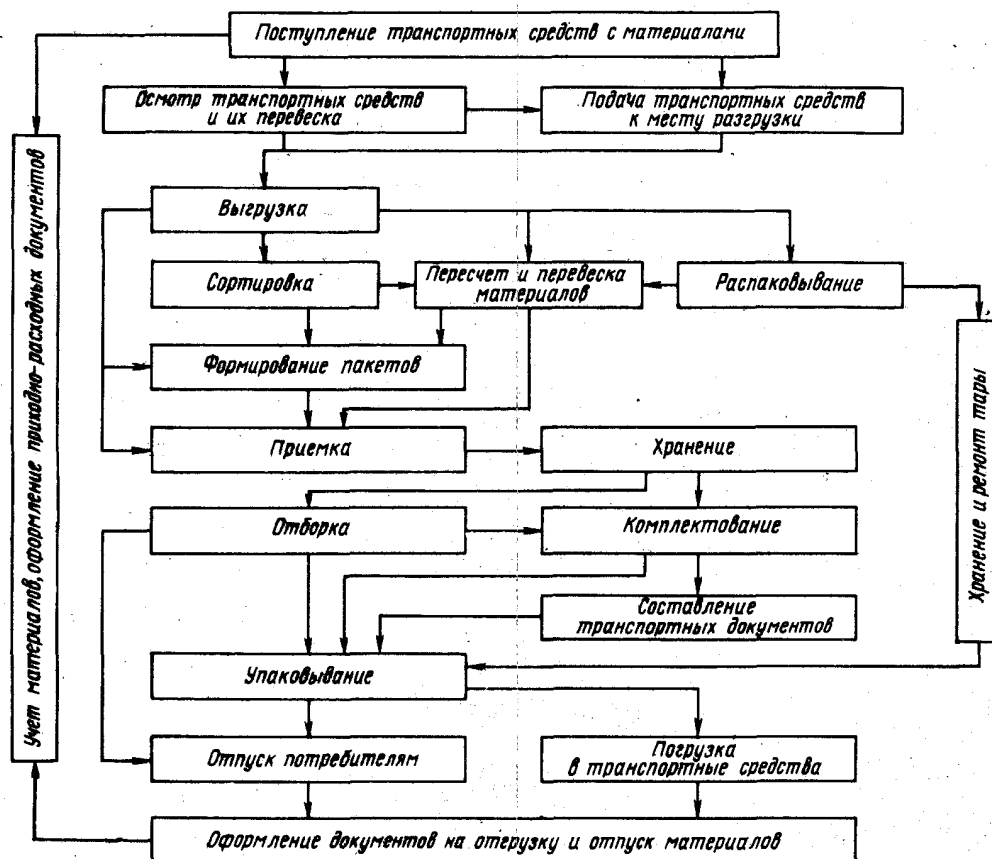 Поступление транспортных средств с материалами
Осмотр транспортных средств
и их перевеска
Подача транспортных средств
к месту разгрузки
Учет материалов, оформление приходно-расходных документов
Выгрузка
Сортировка
Пересчет и перевеска
материалов
Распаковывание
Формирование пакетов
Хранение и ремонт тары
Приемка
Хранение
Отборка
Комплектование
Составление
транспортных документов
Упаковывание
Отпуск потребителям
Погрузка
в транспортные средства
Оформление документов на отгрузку и отпуск материалов